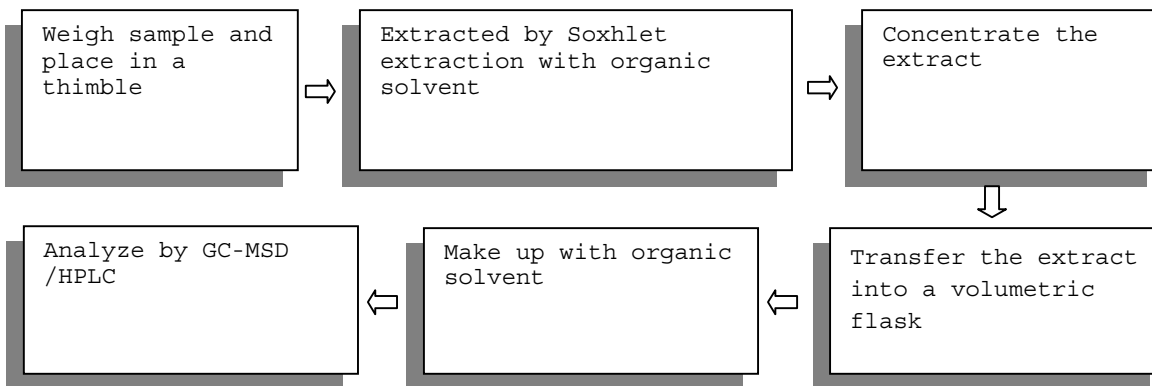 Weigh sample and
place in a
thimble
Extracted by Soxhlet
extraction with organic
solvent
Concentrate the
extract
Transfer the extract
into a volumetric
flask
Make up with organic
solvent
Analyze by GC-MSD
/HPLC